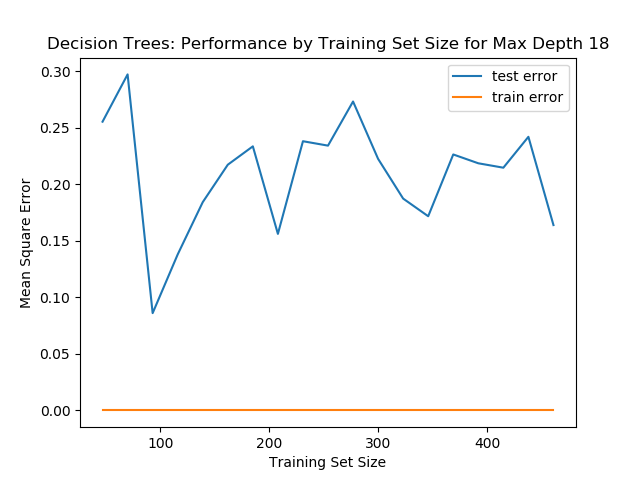 Decision Trees: Performance by Training Set Size for Max Depth 18
test error
train error
0.30
0.25
0.20
0.15
0.10
0.05
0.00
Mean Square Error
100 200 300 400
Training Set Size